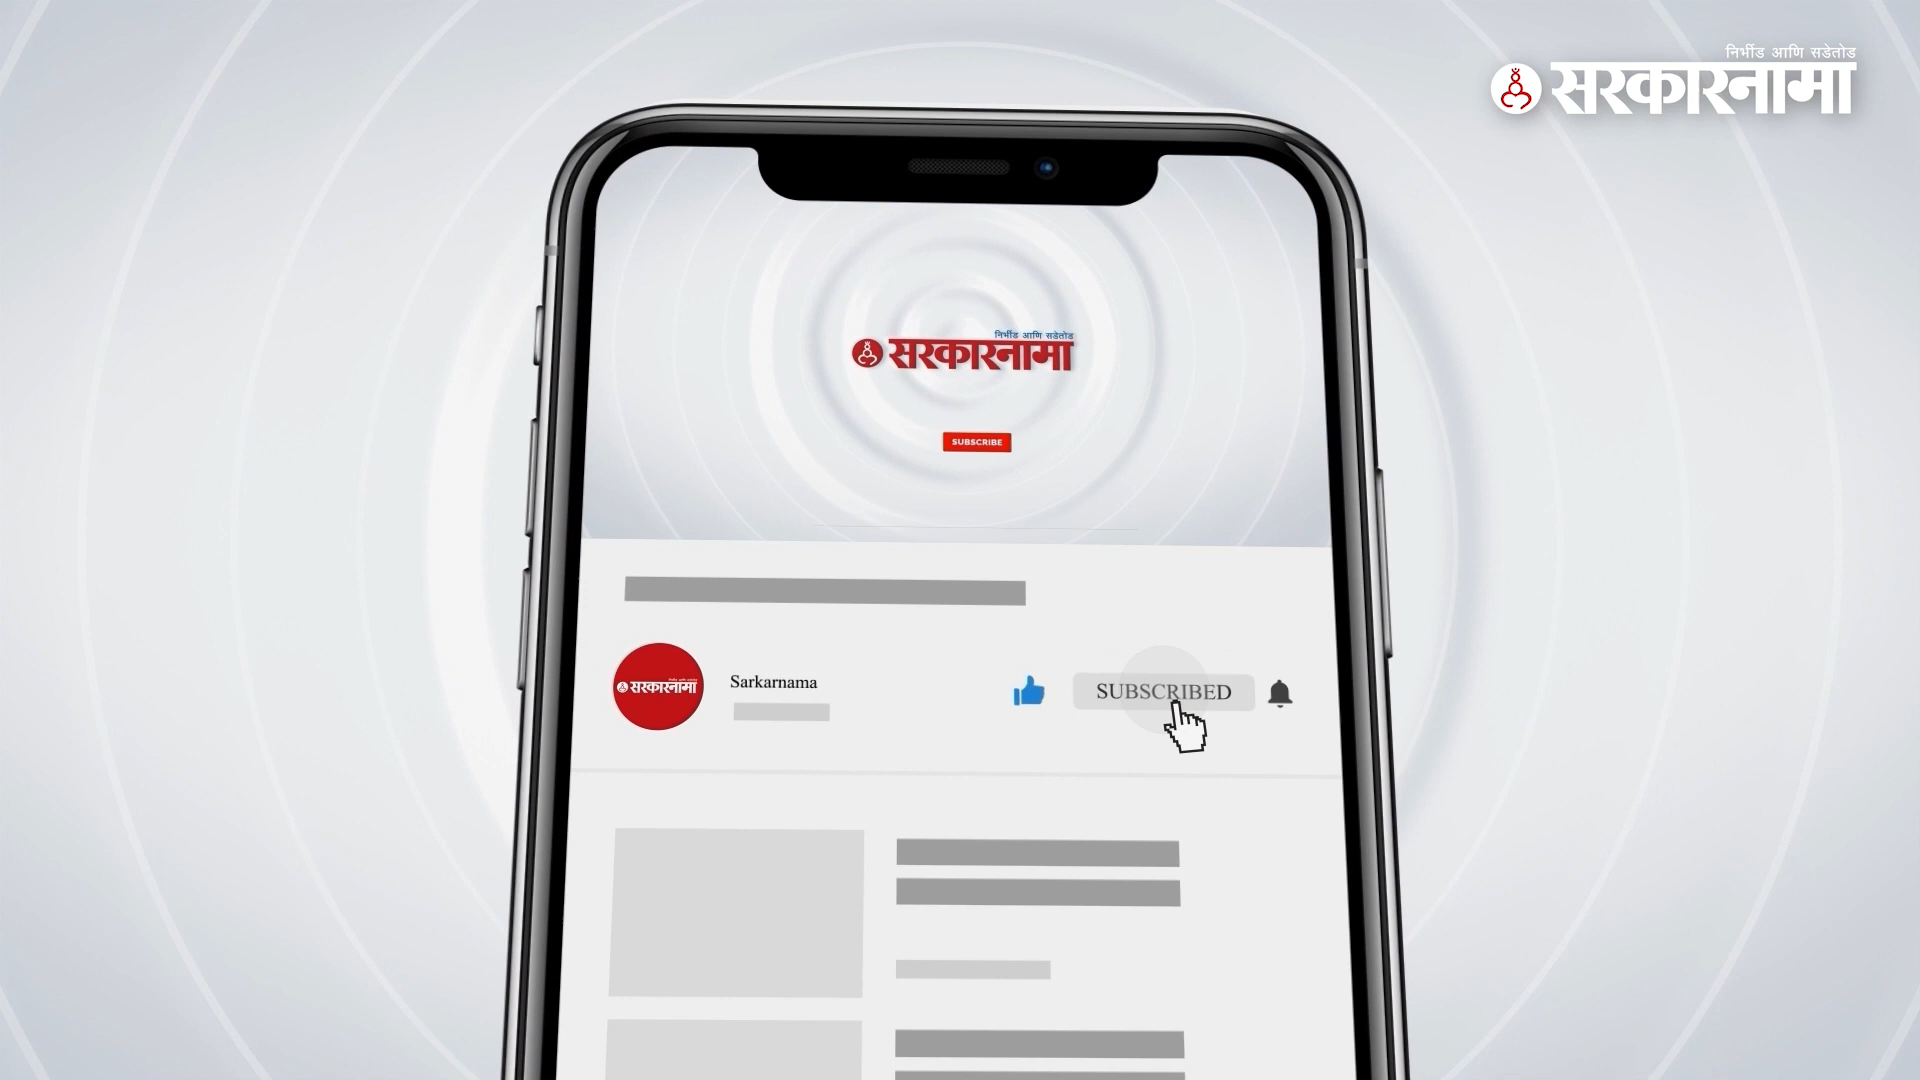 निर्भीड आणि सडेतोड
सरकारनामा
निर्भीड आणि सडेतोड
सरकारनामा
SUBSCRIBE
सरकारनामा
Sarkarnama
SUBSCRIBED